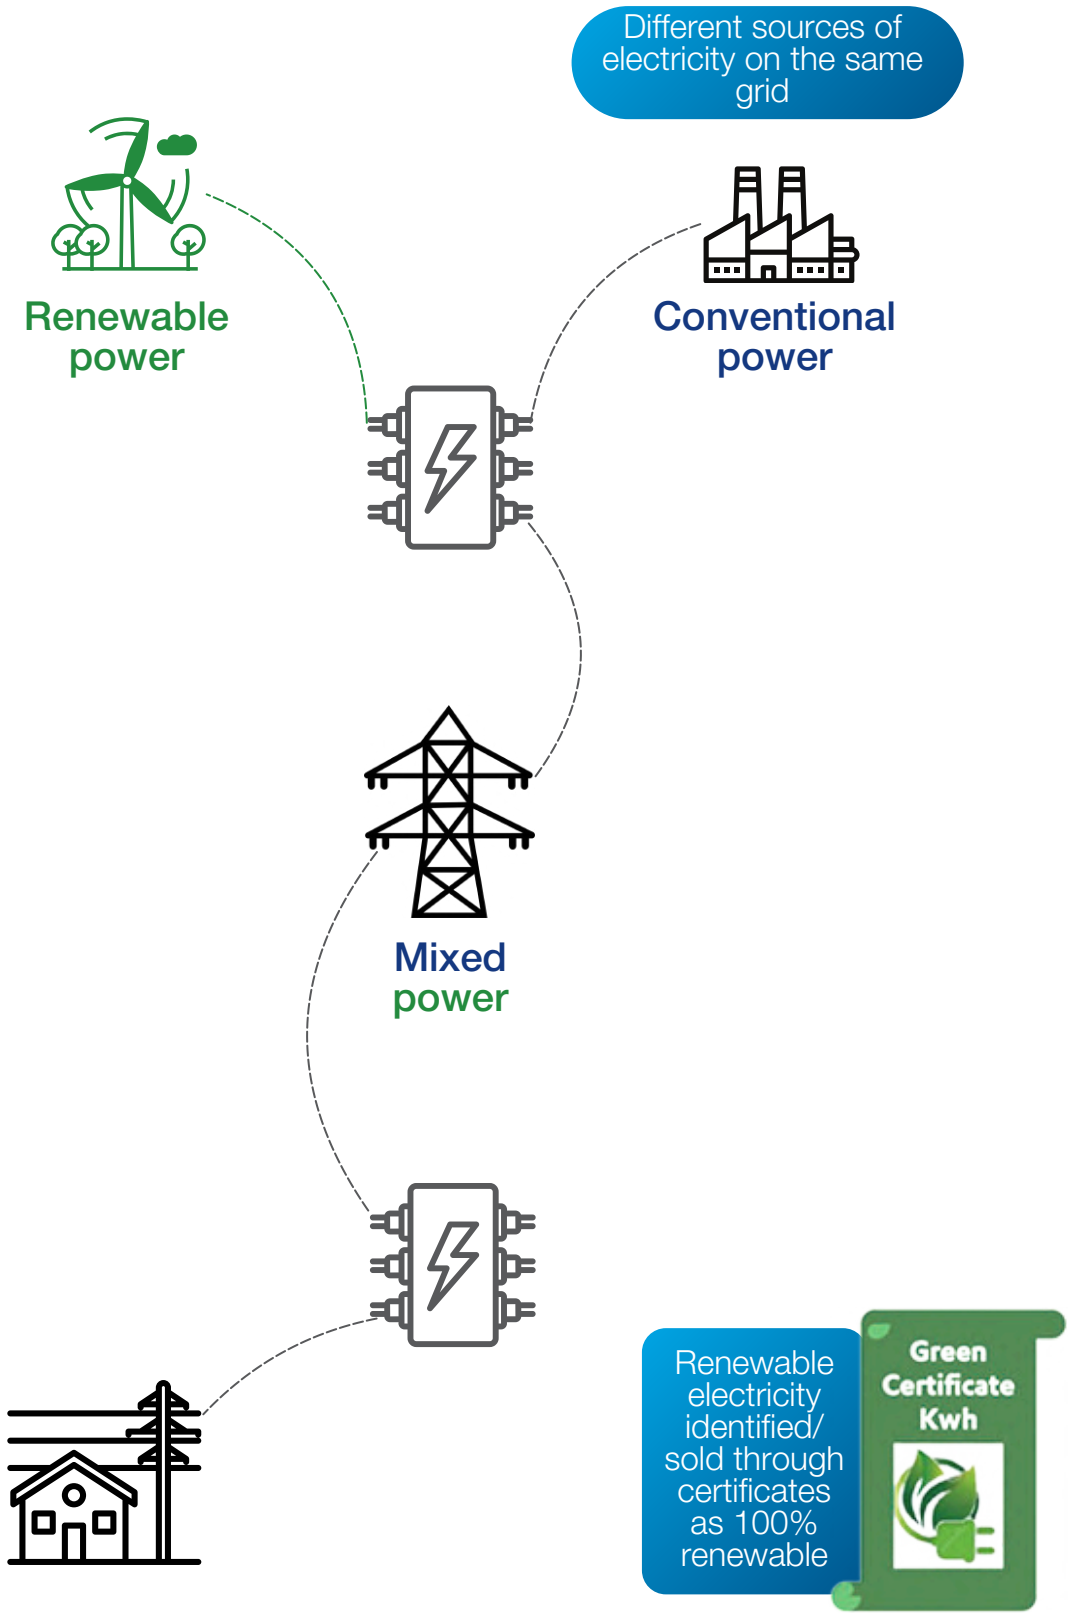 Different sources of
electricity on the same
grid
Renewable
power
Conventional
power
Mixed
power
Renewable
electricity
identified/
sold through
certificates
as 100%
renewable
Green
Certificate
Kwh